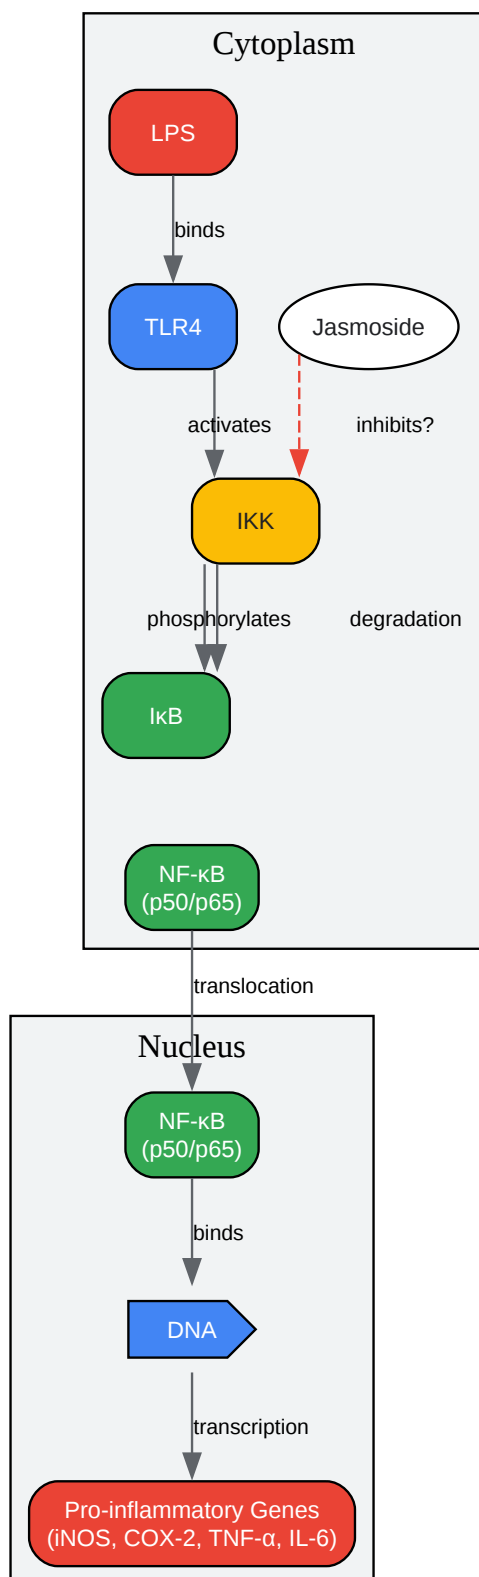 Cytoplasm
LPS
binds
TLR4
Jasmoside
activates
inhibits?
IKK
phosphorylates
degradation
IκB
NF-κB
(p50/p65)
translocation
Nucleus
NF-κB
(p50/p65)
binds
DNA
transcription
Pro-inflammatory Genes
(iNOS, COX-2, TNF-α, IL-6)